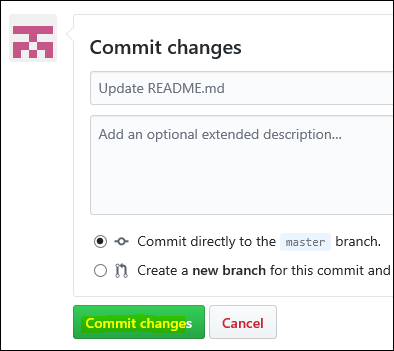 Commit changes
Update README.md
Add an optional extended description...
Commit directly to the master branch.
Create a new branch for this commit and
Commit changes
Cancel